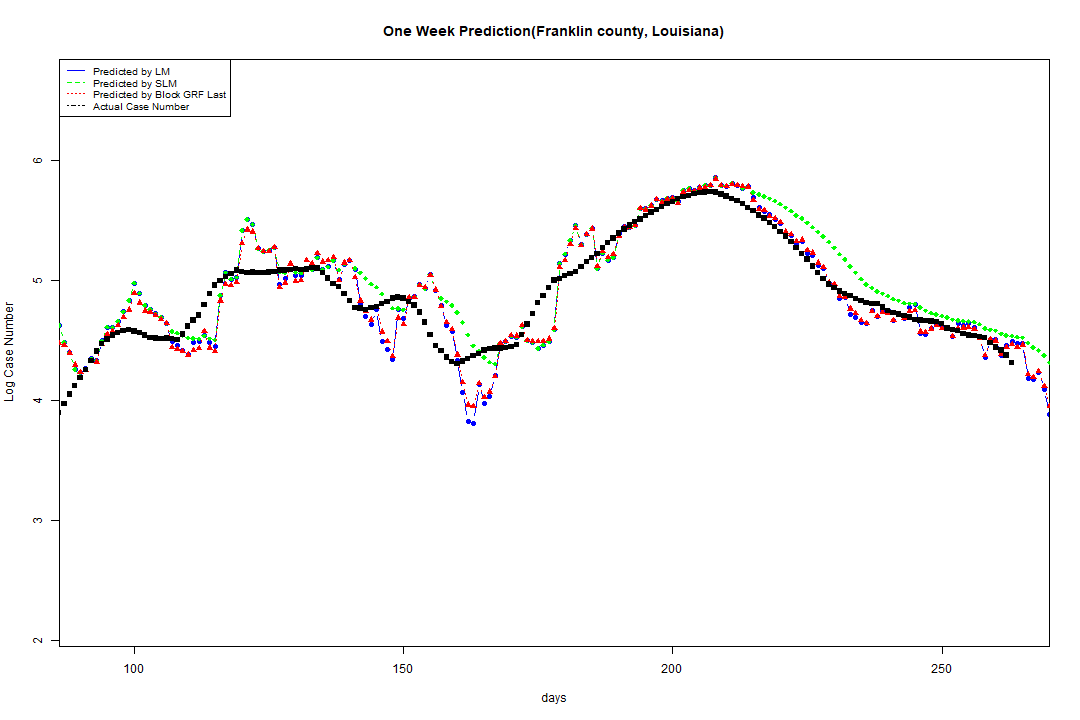 One Week Prediction(Franklin county, Louisiana)
Predicted by LM
Predicted by SLM
Predicted by Block GRF Last
Actual Case Number
Log Case Number
6
5
4
3
2
100 150 200 250
days